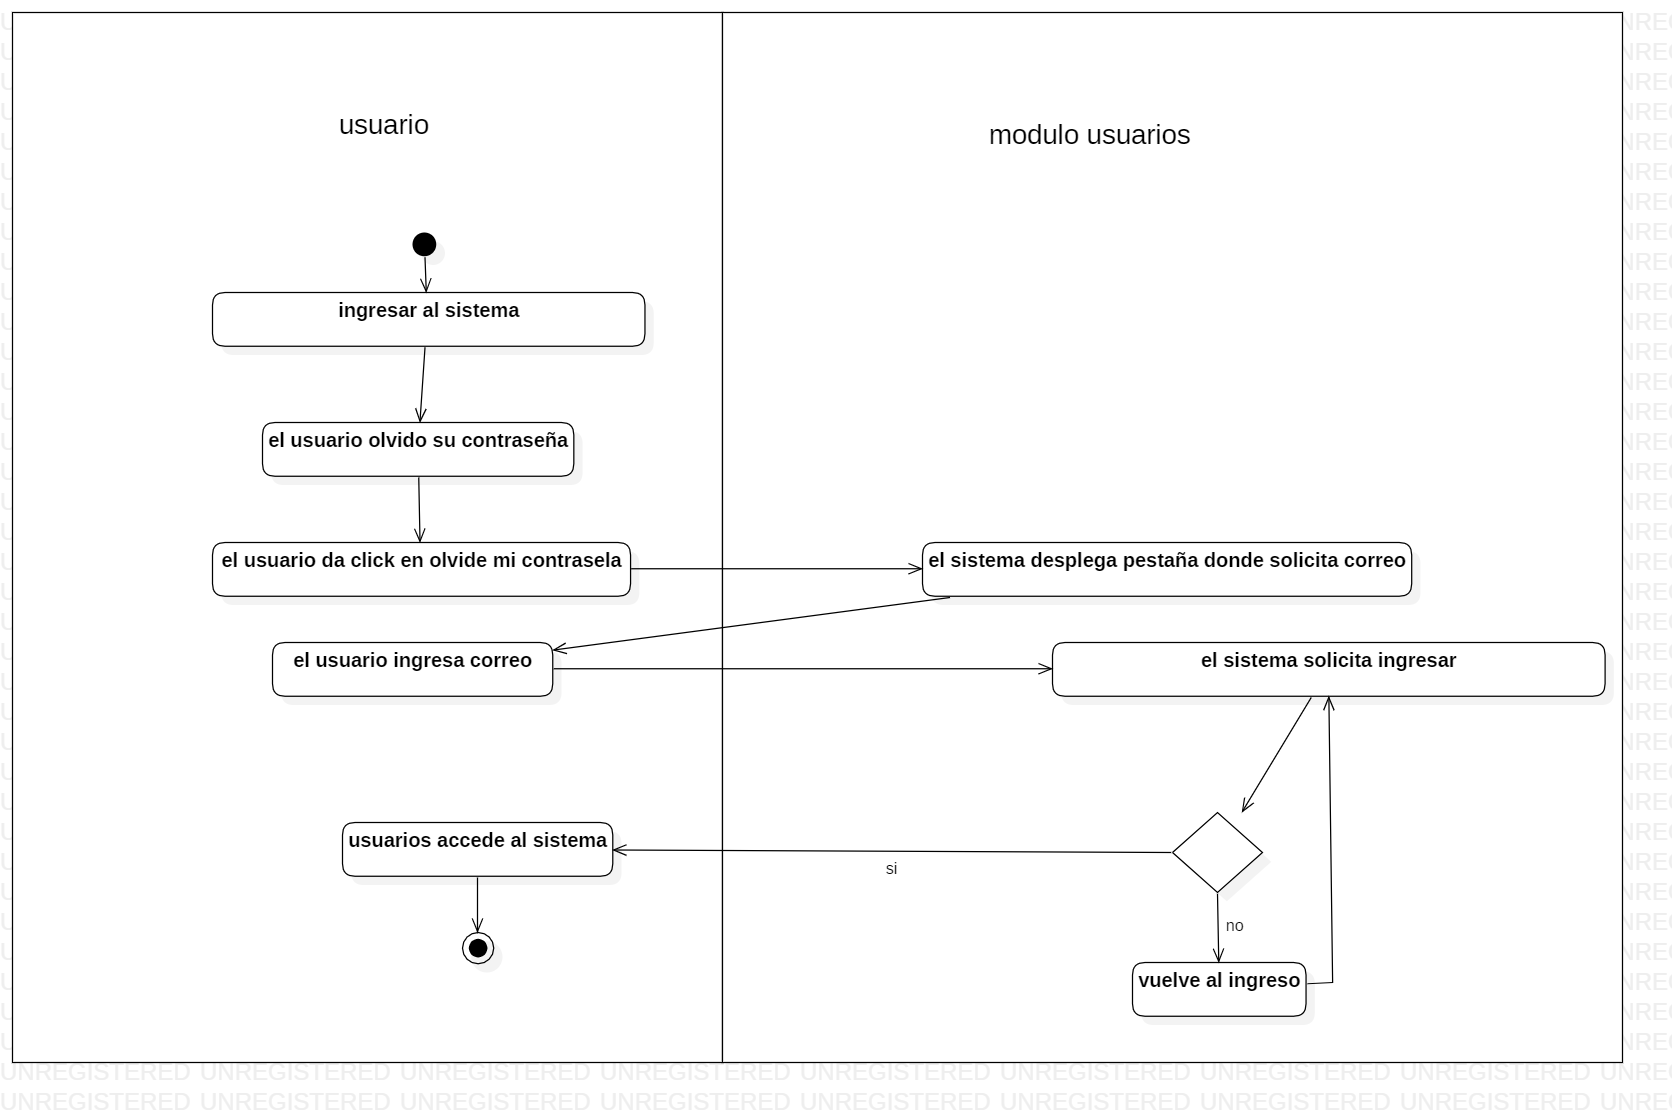 usuario
modulo usuarios
ingresar al sistema
el usuario olvido su contraseña
el usuario da click en olvide mi contrasela
el sistema desplega pestaña donde solicita correo
el usuario ingresa correo
el sistema solicita ingresar
usuarios accede al sistema
si
no
vuelve al ingreso
UNREGISTERED UNREGISTERED UNREGISTERED UNREGISTERED UNREGISTERED UNREGISTERED UNREGISTERED UNREGISTERED
UNREGISTERED UNREGISTERED UNREGISTERED UNREGISTERED UNREGISTERED UNREGISTERED UNREGISTERED UNREGISTERED